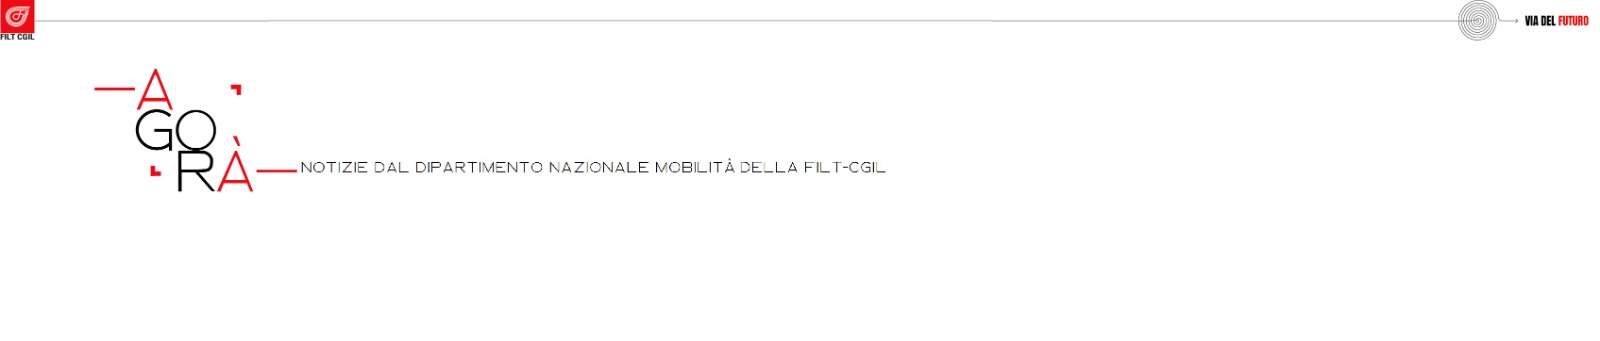 FILT CGIL
VIA DEL FUTURO
A
GO
RÀ
NOTIZIE DAL DIPARTIMENTO NAZIONALE MOBILITÀ DELLA FILT-CGIL